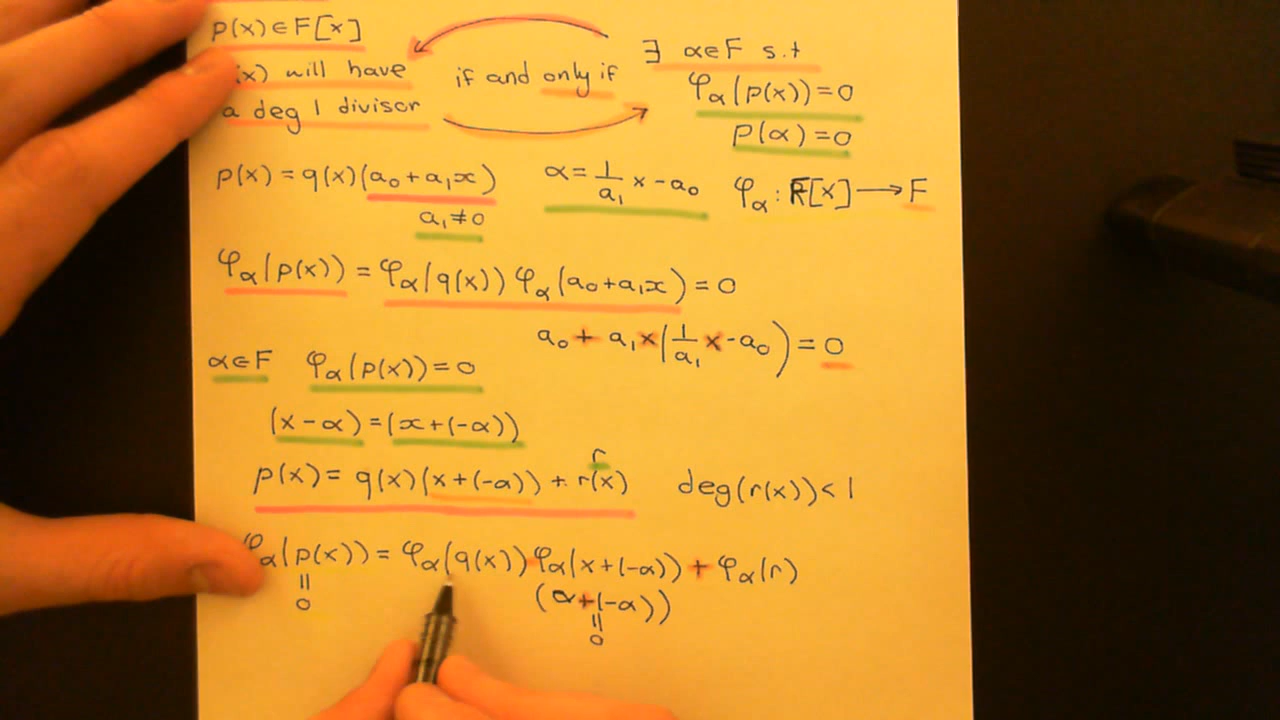 p(x) ∈ F[x]
(x) will have
a deg 1 divisor
if and only if
∃ α∈F s.t
φα(p(x)) = 0
p(α) = 0
p(x) = q(x)(a₀ + a₁x)
a₁ ≠ 0
α = 1/a₁ × -a₀
φα : F[x] → F
φα(p(x)) = φα(q(x)) φα(a₀+a₁x) = 0
a₀ + a₁ × (1/a₁ × -a₀) = 0
α∈F φα(p(x)) = 0
(x-α) = (x+(-α))
r
p(x) = q(x)(x+(-α)) + r(x) deg(r(x)) < 1
φα(p(x)) = φα(q(x)) φα(x+(-α)) + φα(r)
(α+(-α))
॥ ॥
0 0